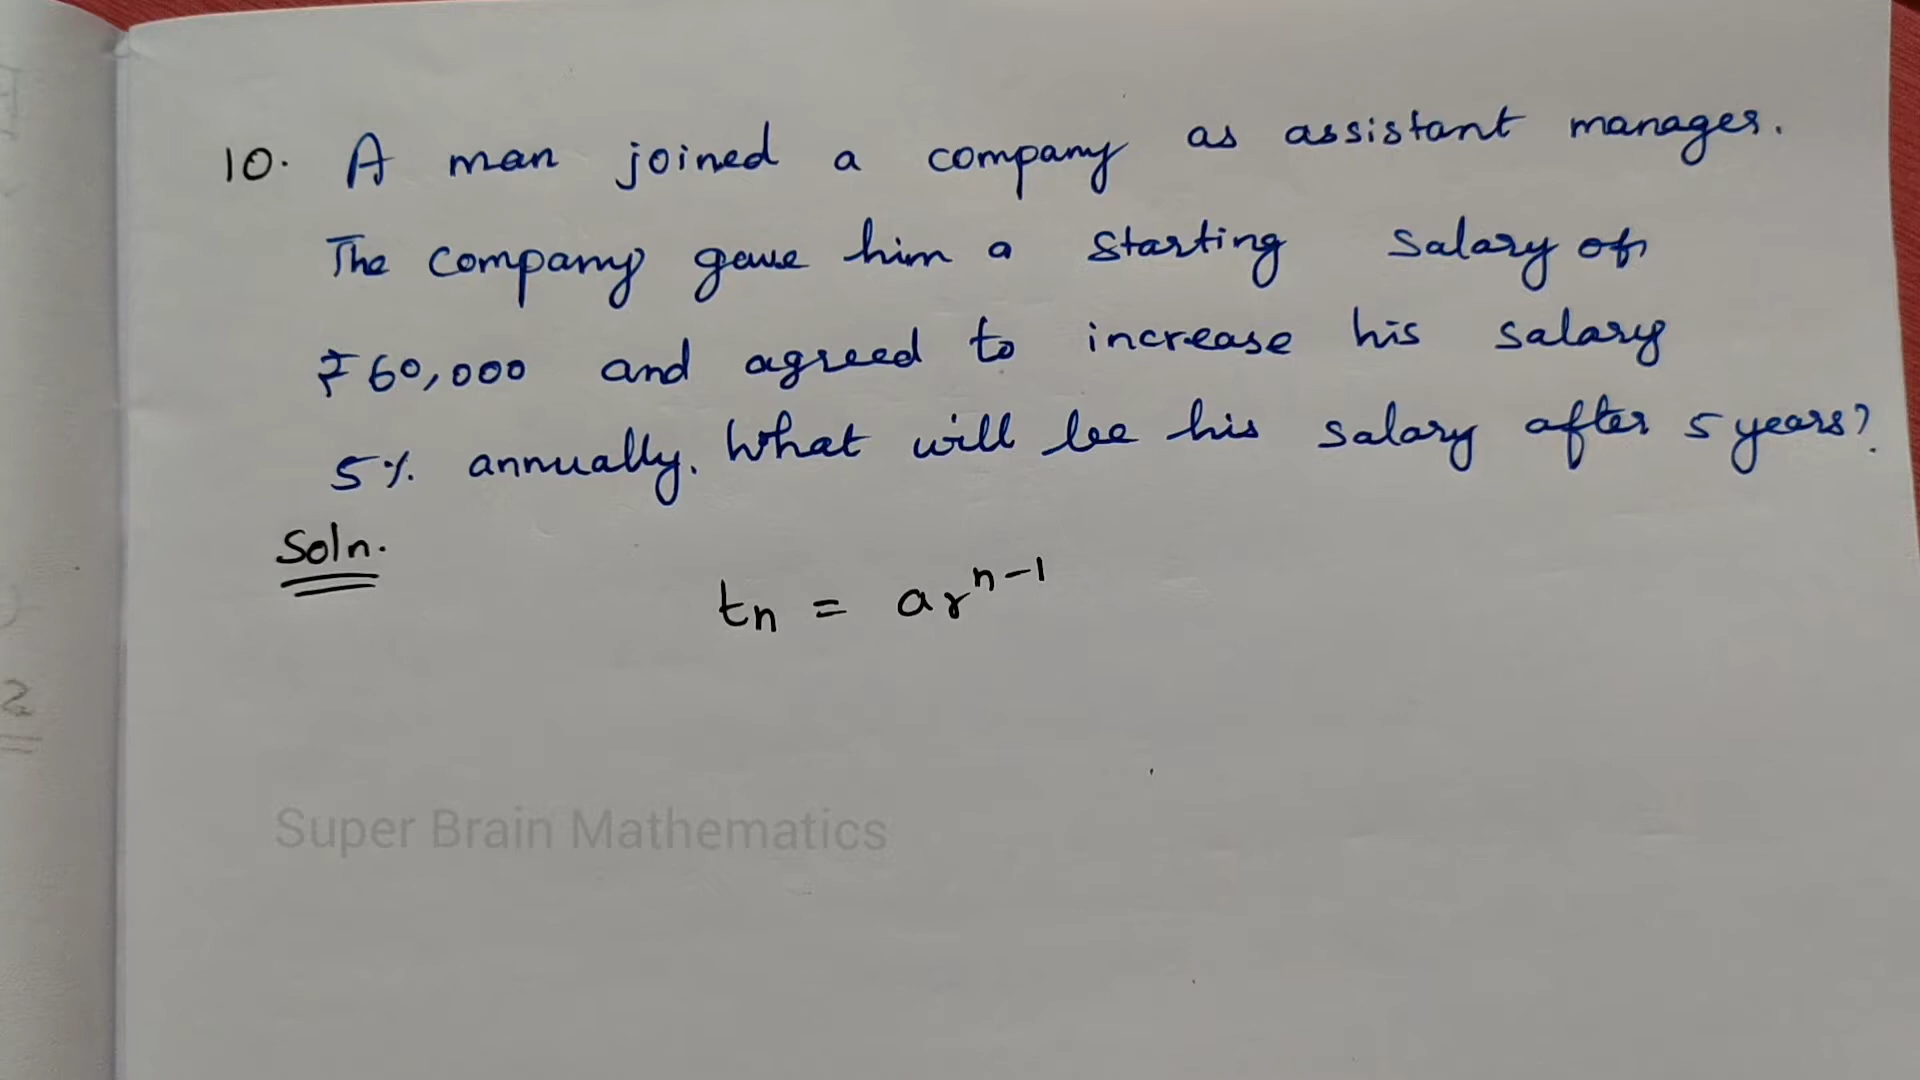 10. A man joined a company as assistant manager.
The company gave him a starting salary of
₹60,000 and agreed to increase his salary
5% annually. What will be his salary after 5 years?
Soln.
tn = ar^n-1
2
Super Brain Mathematics